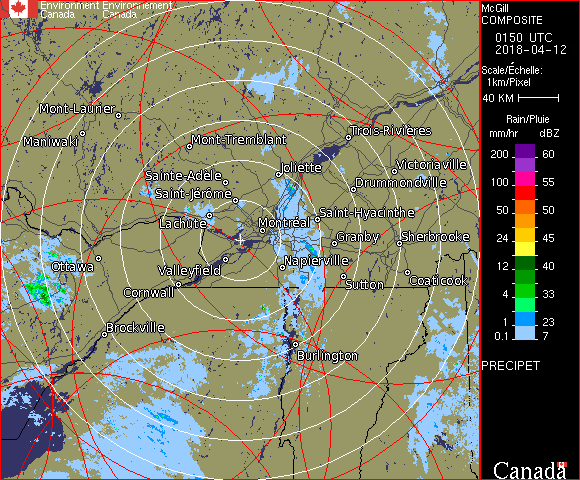 Environment Environnement
Canada Canada
McGill
COMPOSITE
0150 UTC
2018-04-12
Scale/Échelle:
1km/Pixel
40 KM
Rain/Pluie
mm/hr dBZ
200 60
150 57
100 55
50 50
24 45
12 40
4 33
1 23
0.1 7
PRECIPET
Canada
Mont-Laurier
Maniwaki
Mont-Tremblant
Trois-Rivières
Joliette
Victoriaville
Sainte-Adèle
Drummondville
Saint-Jérôme
Lachute
Saint-Hyacinthe
Montréal
Granby
Sherbrooke
Ottawa
Valleyfield
Napierville
Cornwall
Sutton
Coaticook
Brockville
Burlington